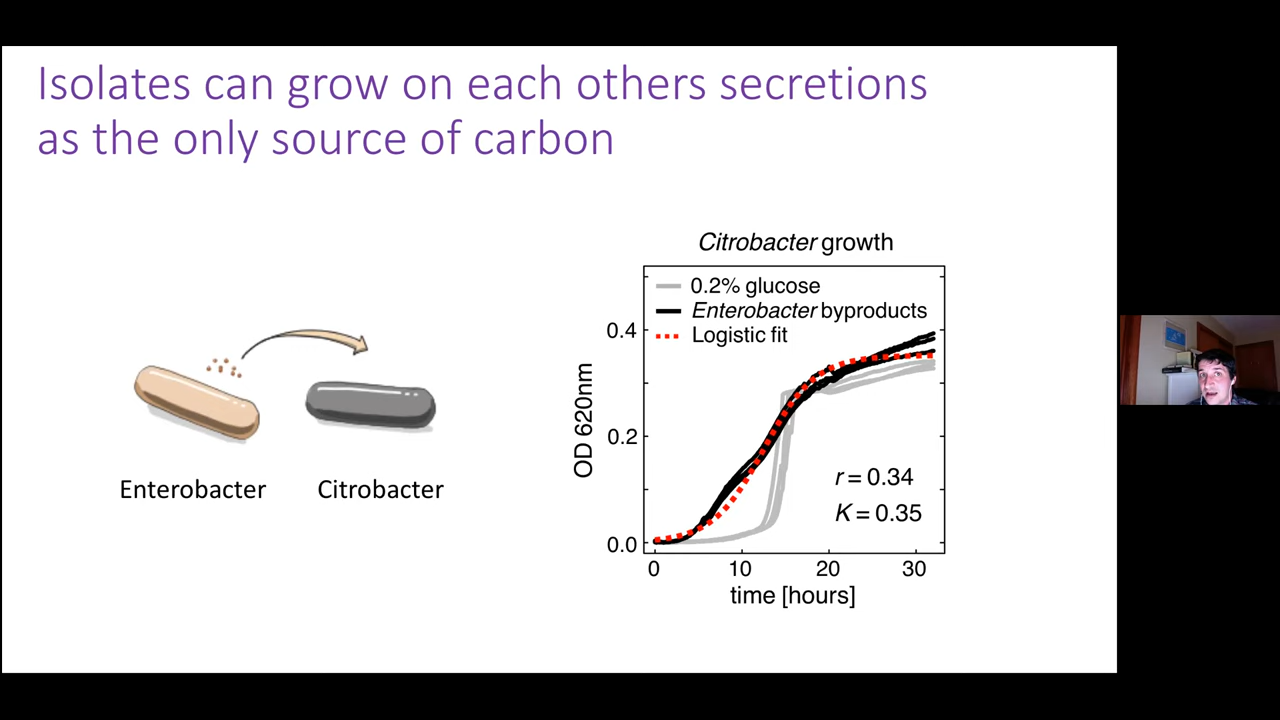 Isolates can grow on each others secretions
as the only source of carbon
Enterobacter
Citrobacter
Citrobacter growth
0.2% glucose
Enterobacter byproducts
Logistic fit
OD 620nm
0.4
0.2
0.0
r = 0.34
K = 0.35
0
10
20
30
time [hours]